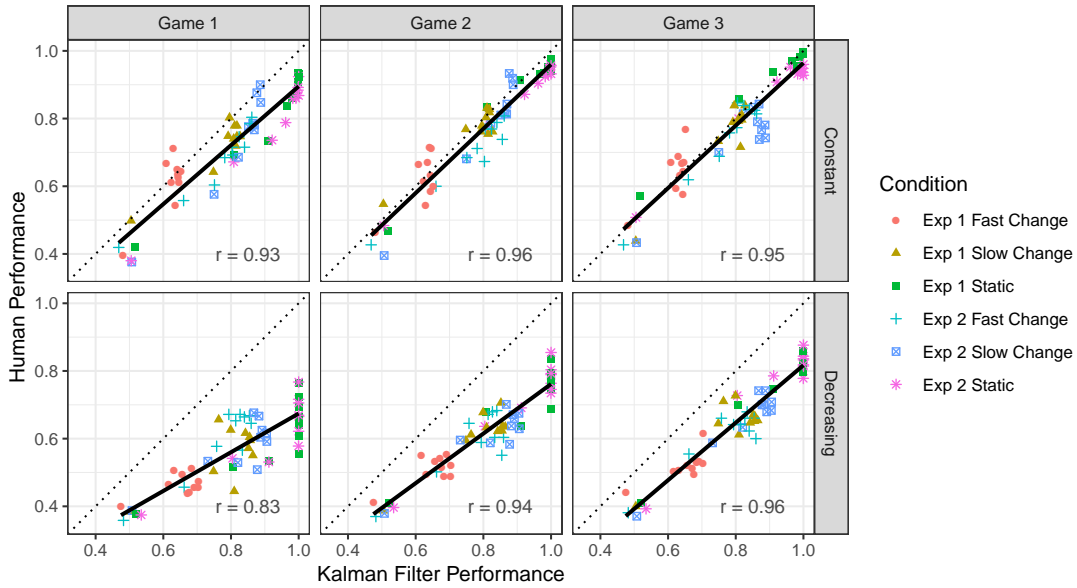 Game 1
Game 2
Game 3
1.0
0.8
0.6
0.4
r = 0.93
r = 0.96
r = 0.95
Constant
1.0
0.8
0.6
0.4
r = 0.83
r = 0.94
r = 0.96
Decreasing
0.4 0.6 0.8 1.0
0.4 0.6 0.8 1.0
0.4 0.6 0.8 1.0
Kalman Filter Performance
Human Performance
Condition
Exp 1 Fast Change
Exp 1 Slow Change
Exp 1 Static
Exp 2 Fast Change
Exp 2 Slow Change
Exp 2 Static